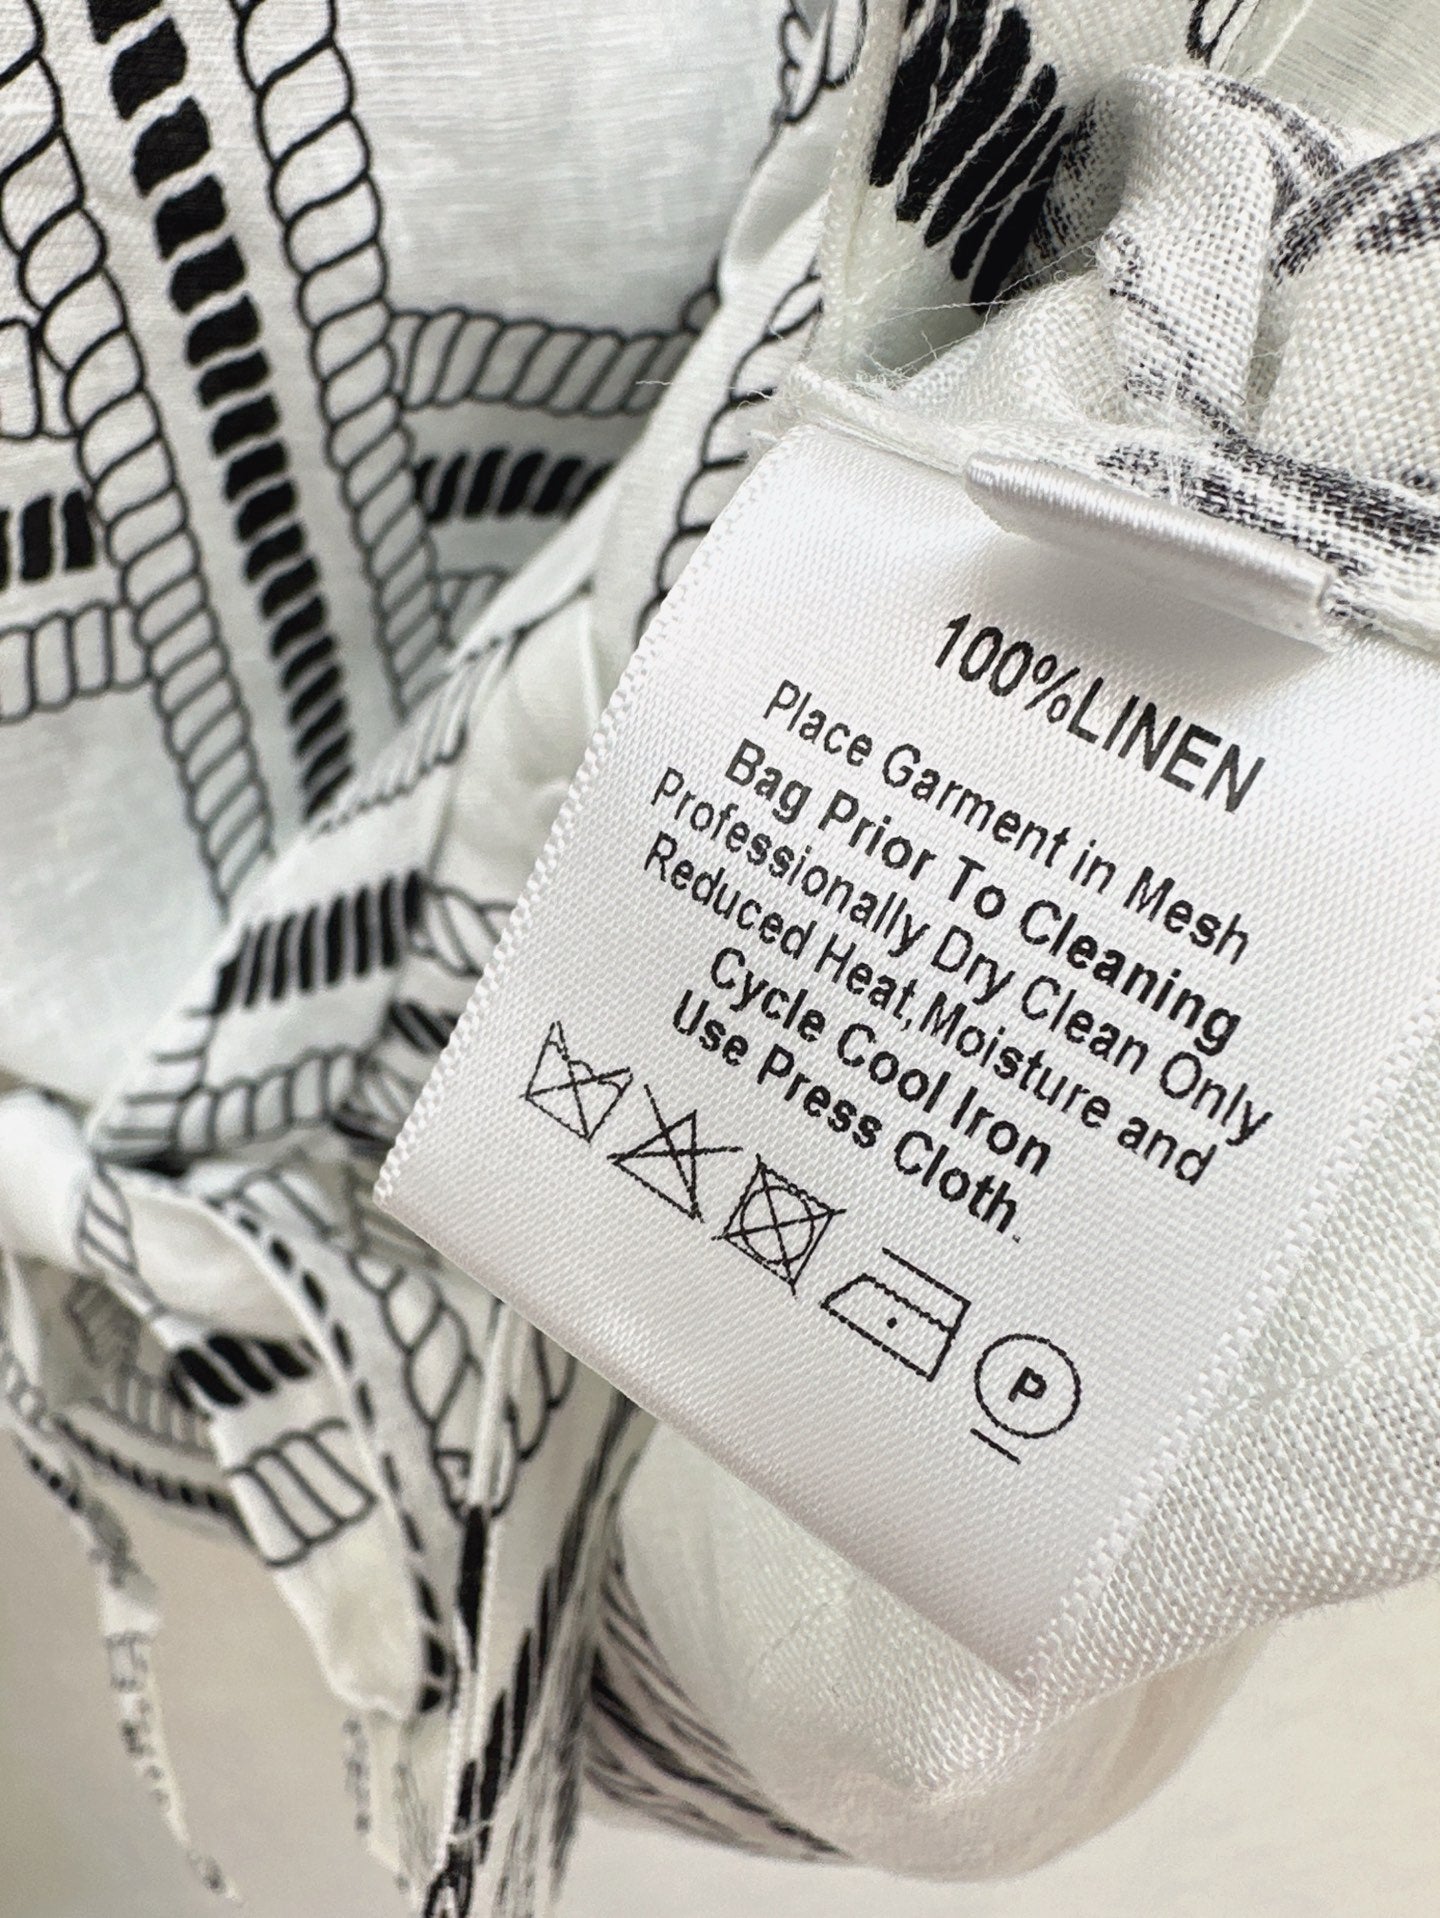 100%LINEN
Place Garment in Mesh
Bag Prior To Cleaning
Professionally Dry Clean Only
Reduced Heat,Moisture and
Cycle Cool Iron
Use Press Cloth.
P